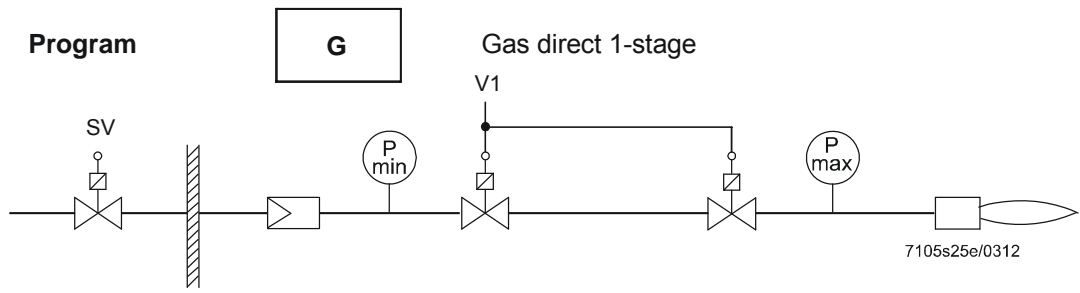 Program G Gas direct 1-stage
V1
SV
P min
P max
7105s25e/0312